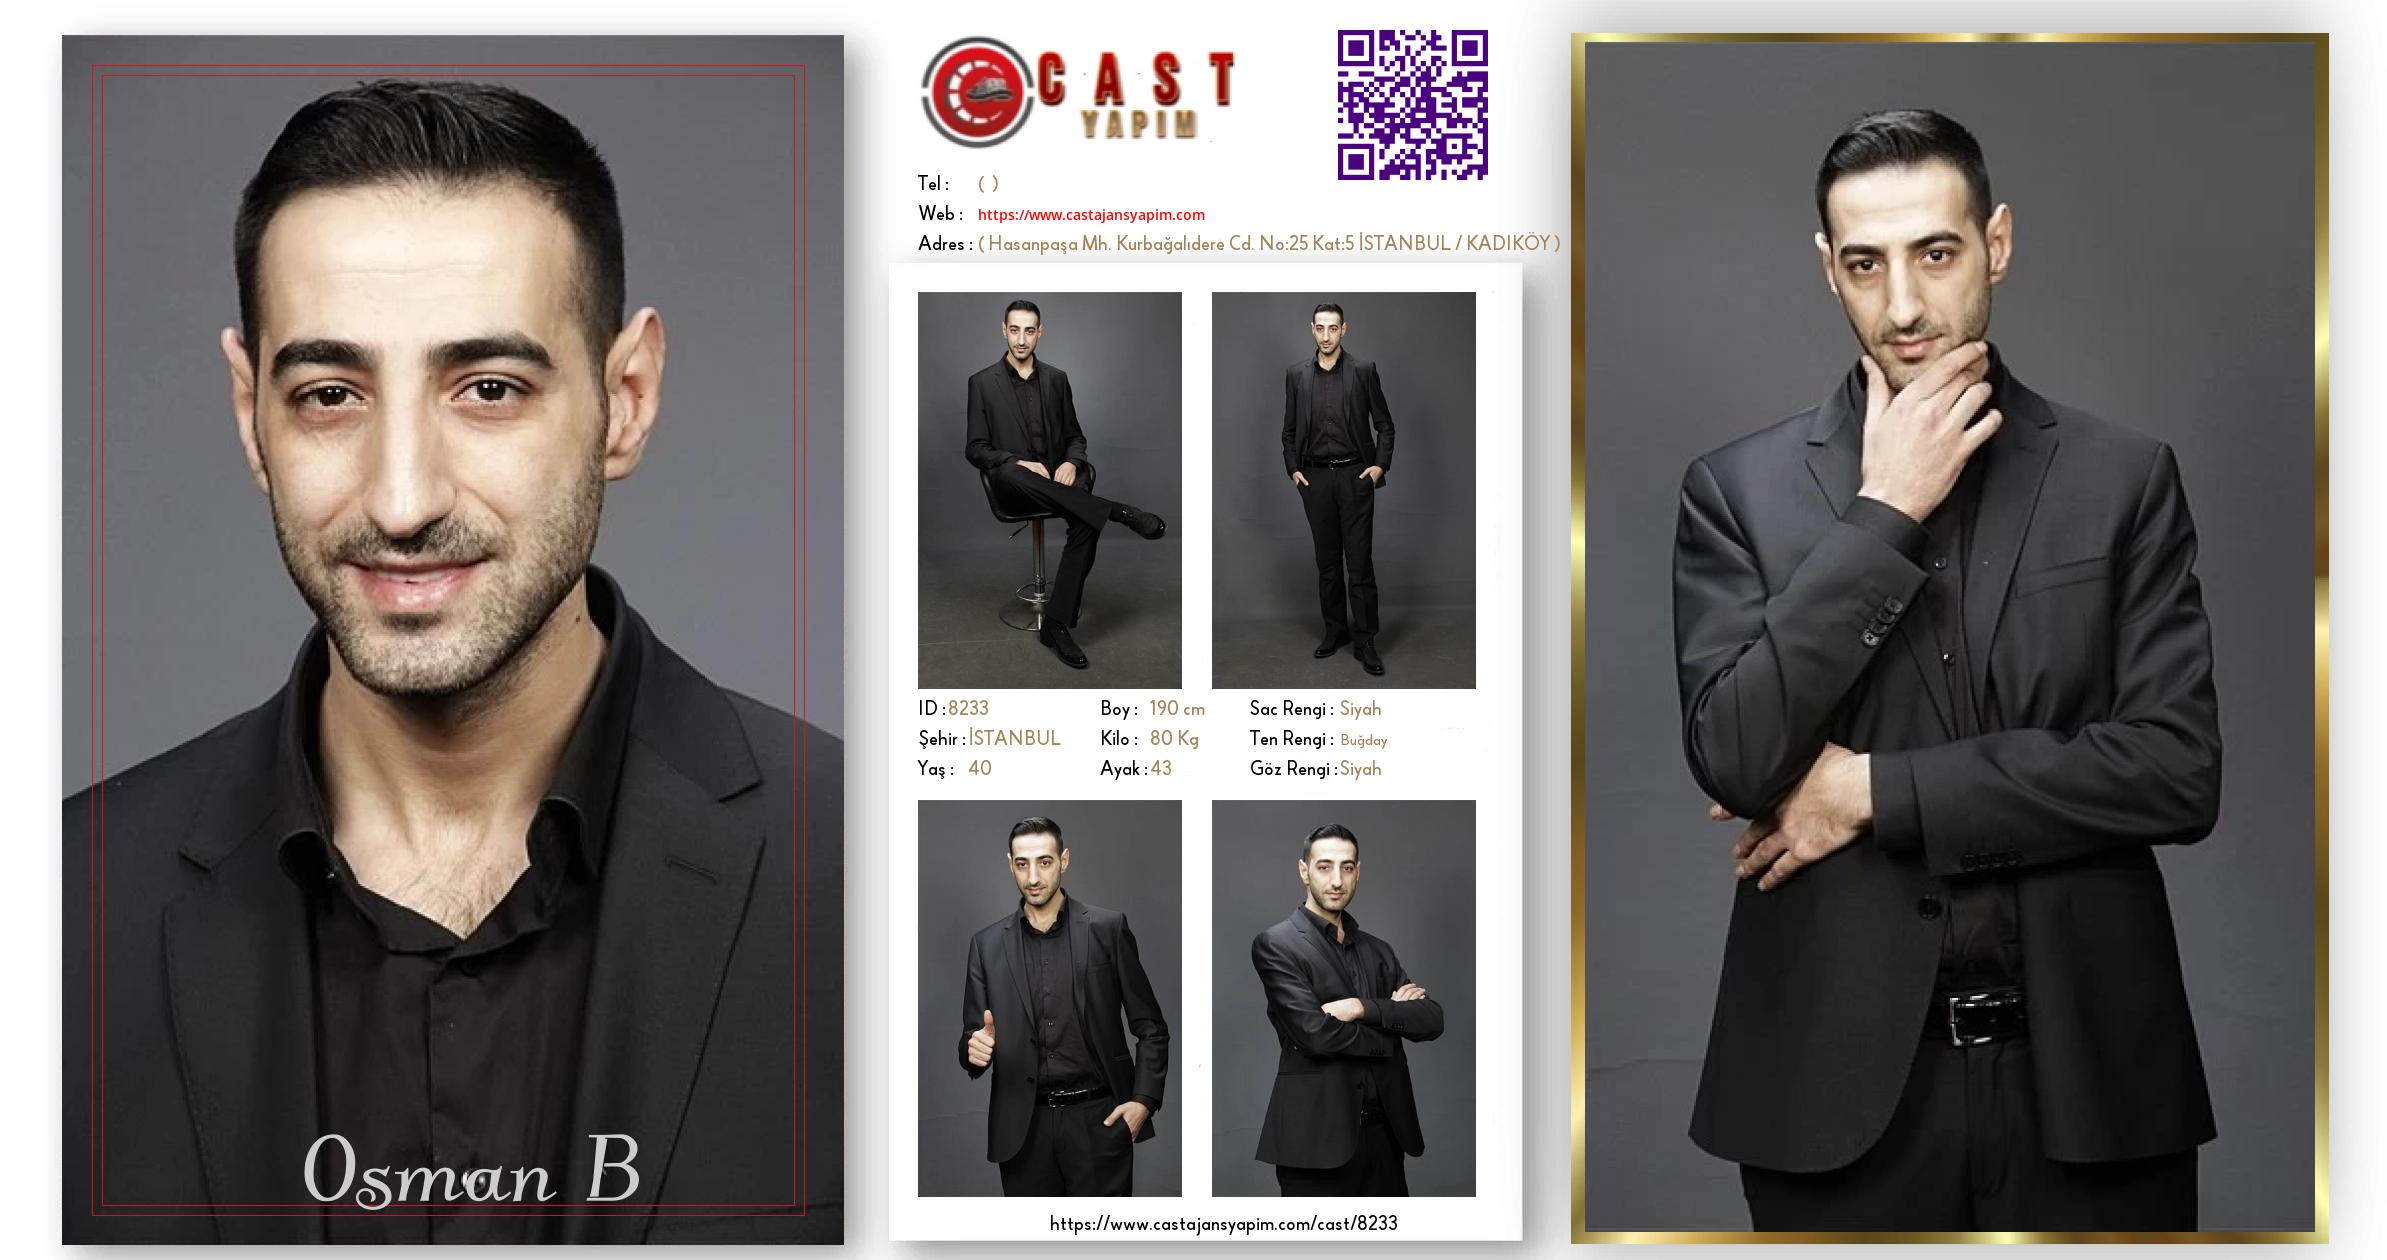 Osman B
CAST
YAPIM
Tel : ( )
Web : https://www.castajansyapim.com
Adres : ( Hasanpaşa Mh. Kurbağalıdere Cd. No:25 Kat:5 İSTANBUL / KADIKÖY )
ID : 8233 Boy : 190 cm Sac Rengi : Siyah
Şehir : İSTANBUL Kilo : 80 Kg Ten Rengi : Buğday
Yaş : 40 Ayak : 43 Göz Rengi : Siyah
https://www.castajansyapim.com/cast/8233